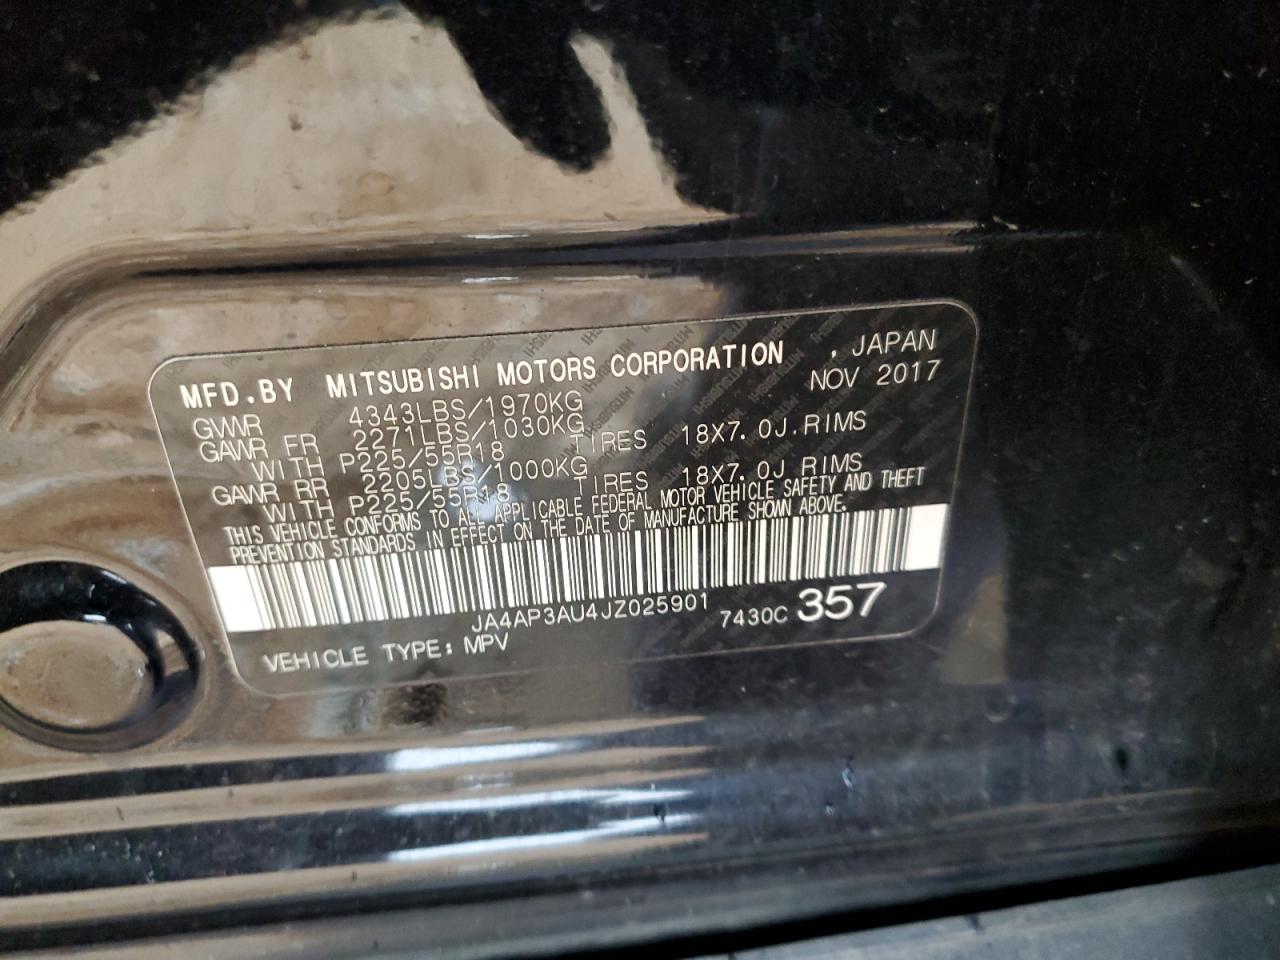 MFD.BY MITSUBISHI MOTORS CORPORATION , JAPAN
GVWR 4343LBS/1970KG NOV 2017
GAWR FR 2271LBS/1030KG
WITH P225/55R18 TIRES 18X7.0J.RIMS
GAWR RR 2205LBS/1000KG
WITH P225/55R18 TIRES 18X7.0J RIMS
THIS VEHICLE CONFORMS TO ALL APPLICABLE FEDERAL MOTOR VEHICLE SAFETY AND THEFT
PREVENTION STANDARDS IN EFFECT ON THE DATE OF MANUFACTURE SHOWN ABOVE.
JA4AP3AU4JZ025901 7430C 357
VEHICLE TYPE: MPV